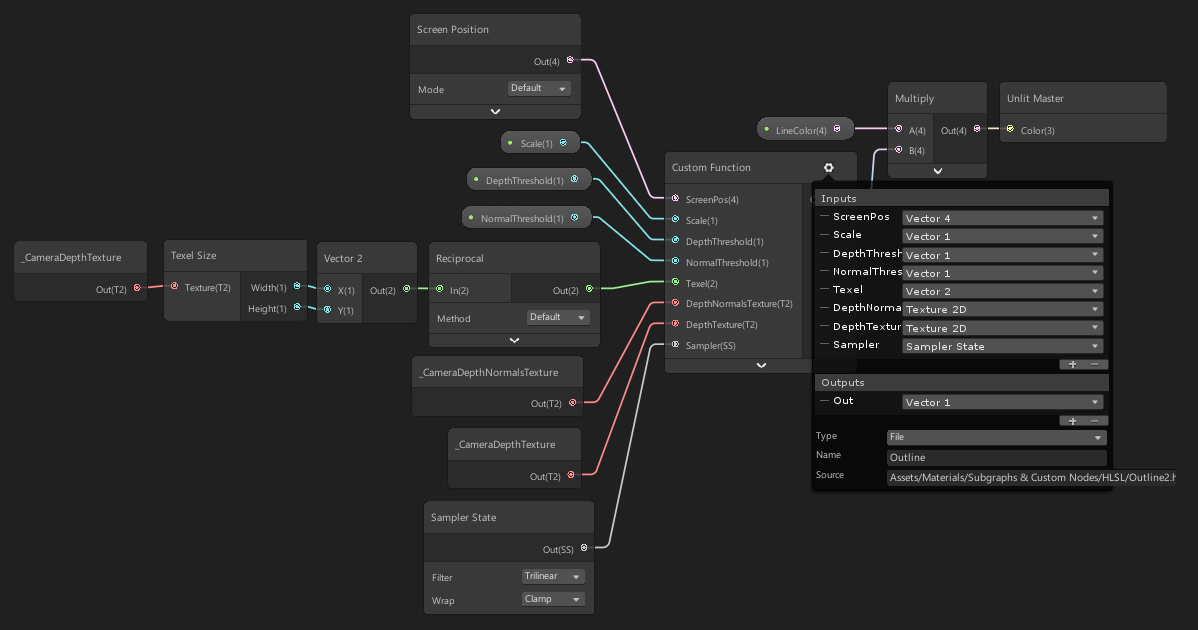 Screen Position
Out(4)
Mode
Default
Scale(1)
DepthThreshold(1)
NormalThreshold(1)
_CameraDepthTexture
Out(T2)
Texel Size
Texture(T2)
Width(1)
Height(1)
Vector 2
X(1)
Out(2)
Y(1)
Reciprocal
In(2)
Out(2)
Method
Default
_CameraDepthNormalsTexture
Out(T2)
_CameraDepthTexture
Out(T2)
Sampler State
Out(SS)
Filter
Trilinear
Wrap
Clamp
Custom Function
ScreenPos(4)
Scale(1)
DepthThreshold(1)
NormalThreshold(1)
Texel(2)
DepthNormalsTexture(T2)
DepthTexture(T2)
Sampler(SS)
LineColor(4)
Multiply
A(4)
Out(4)
B(4)
Unlit Master
Color(3)
Inputs
ScreenPos Vector 4
Scale Vector 1
DepthThresh Vector 1
NormalThres Vector 1
Texel Vector 2
DepthNorma Texture 2D
DepthTextur Texture 2D
Sampler Sampler State
+ −
Outputs
Out Vector 1
+ −
Type File
Name Outline
Source Assets/Materials/Subgraphs & Custom Nodes/HLSL/Outline2.h